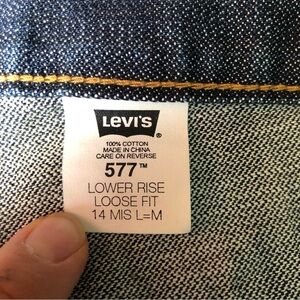 Levi's
100% COTTON
MADE IN CHINA
CARE ON REVERSE
577™
LOWER RISE
LOOSE FIT
14 MIS L=M